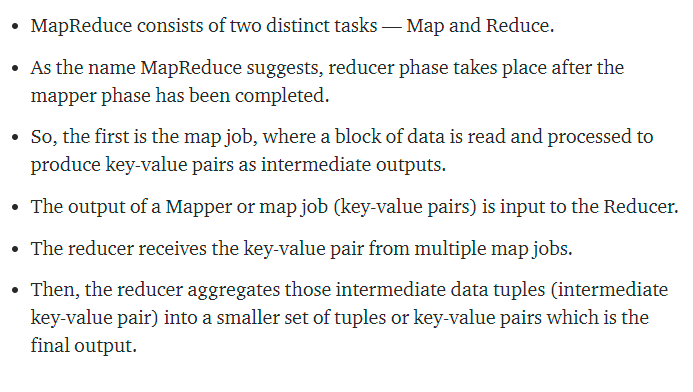 • MapReduce consists of two distinct tasks — Map and Reduce.
• As the name MapReduce suggests, reducer phase takes place after the
mapper phase has been completed.
• So, the first is the map job, where a block of data is read and processed to
produce key-value pairs as intermediate outputs.
• The output of a Mapper or map job (key-value pairs) is input to the Reducer.
• The reducer receives the key-value pair from multiple map jobs.
• Then, the reducer aggregates those intermediate data tuples (intermediate
key-value pair) into a smaller set of tuples or key-value pairs which is the
final output.